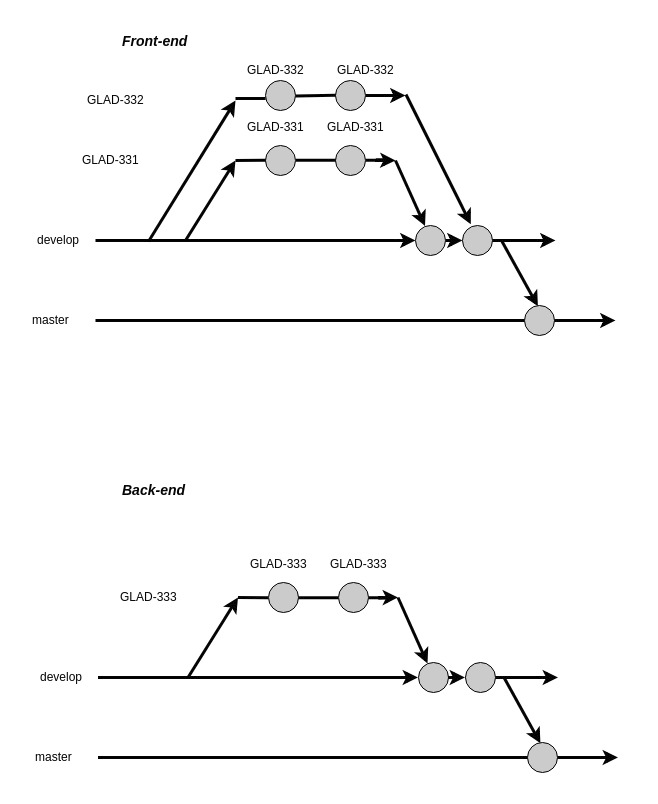 Front-end
GLAD-332 GLAD-332
GLAD-332
GLAD-331 GLAD-331
GLAD-331
develop
master
Back-end
GLAD-333 GLAD-333
GLAD-333
develop
master